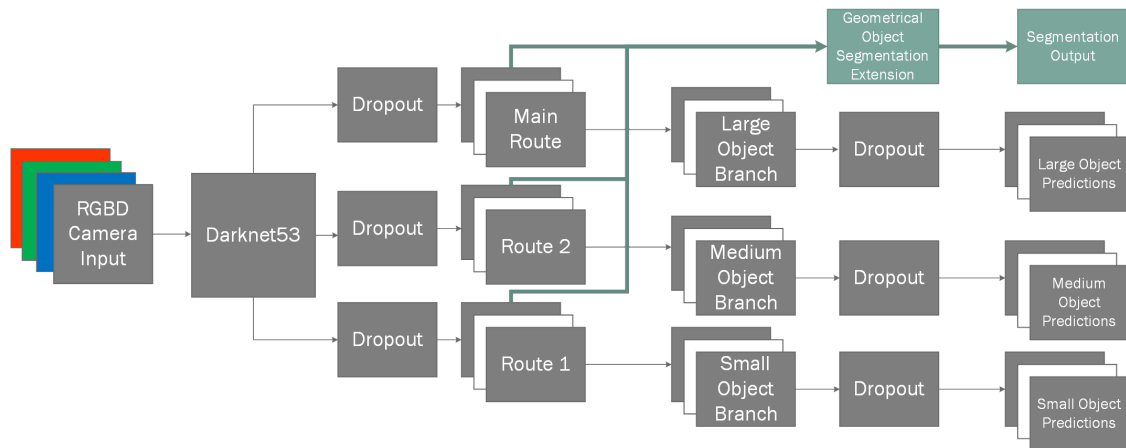 Geometrical
Object
Segmentation
Extension
Segmentation
Output
Dropout
Main
Route
Large
Object
Branch
Dropout
Large Object
Predictions
RGBD
Camera
Input
Darknet53
Dropout
Route 2
Medium
Object
Branch
Dropout
Medium
Object
Predictions
Dropout
Route 1
Small
Object
Branch
Dropout
Small Object
Predictions